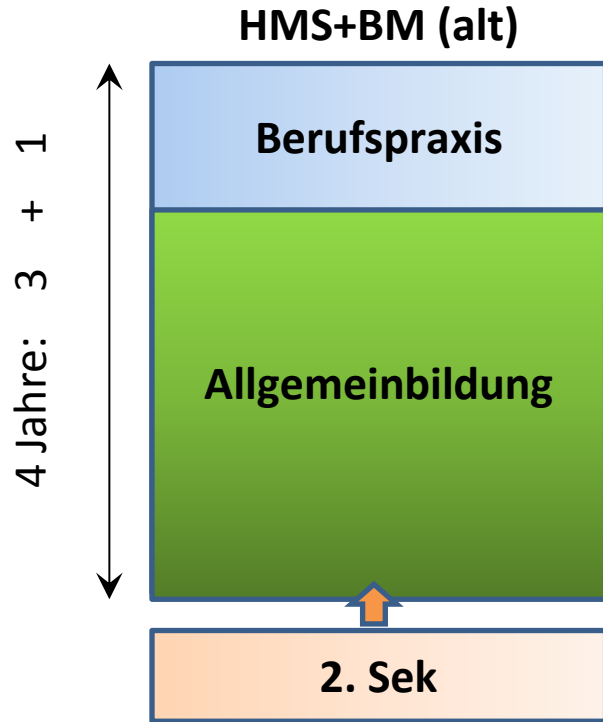 HMS+BM (alt)
Berufspraxis
4 Jahre: 3 + 1
Allgemeinbildung
2. Sek